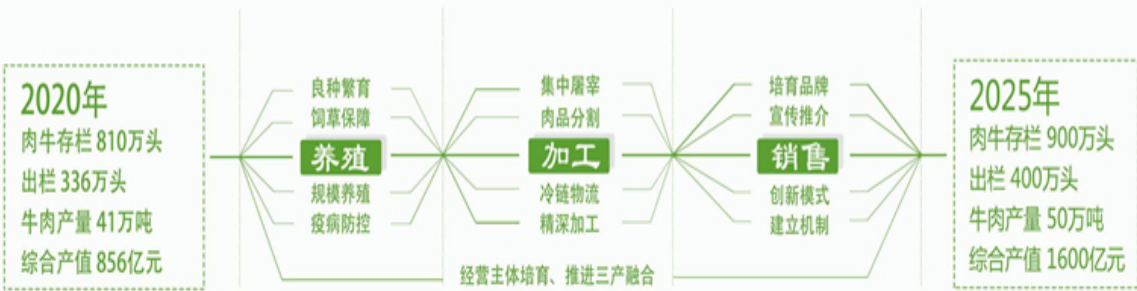 2020年
肉牛存栏 810万头
出栏 336万头
牛肉产量 41万吨
综合产值 856亿元
良种繁育
饲草保障
养殖
规模养殖
疫病防控
集中屠宰
肉品分割
加工
冷链物流
精深加工
培育品牌
宣传推介
销售
创新模式
建立机制
经营主体培育、推进三产融合
2025年
肉牛存栏 900万头
出栏 400万头
牛肉产量 50万吨
综合产值 1600亿元